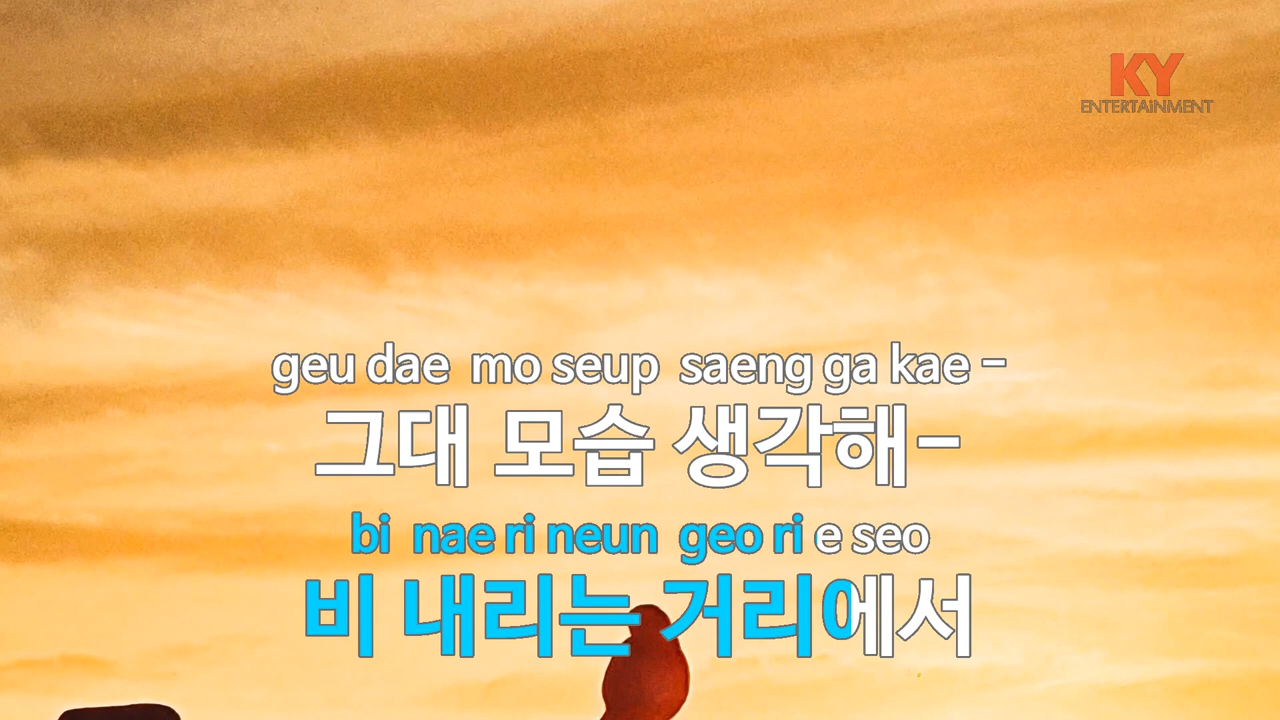 KY
ENTERTAINMENT
geu dae mo seup saeng ga kae -
그대 모습 생각해-
bi nae ri neun geo ri e seo
비 내리는 거리에서